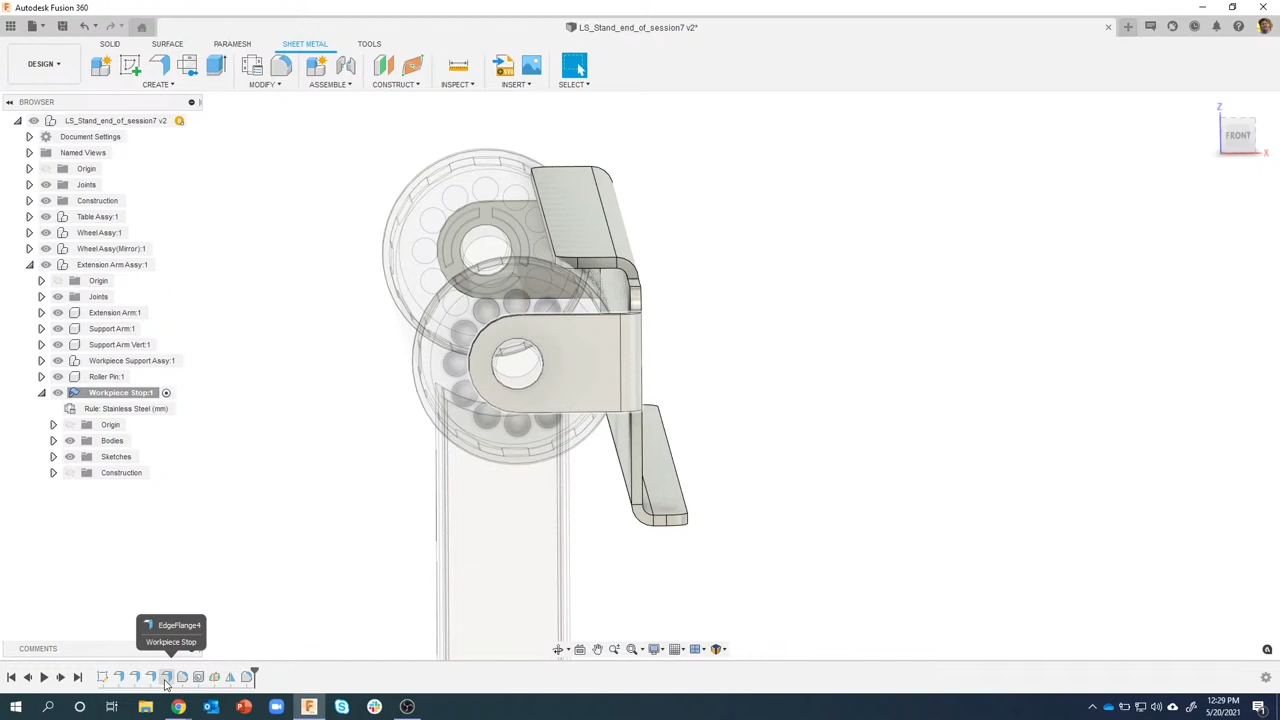 Autodesk Fusion 360
LS_Stand_end_of_session7 v2*
SOLID
SURFACE
PARAMESH
SHEET METAL
TOOLS
DESIGN
CREATE
MODIFY
ASSEMBLE
CONSTRUCT
INSPECT
INSERT
SELECT
BROWSER
LS_Stand_end_of_session7 v2
Document Settings
Named Views
Origin
Joints
Construction
Table Assy:1
Wheel Assy:1
Wheel Assy(Mirror):1
Extension Arm Assy:1
Origin
Joints
Extension Arm:1
Support Arm:1
Support Arm Vert:1
Workpiece Support Assy:1
Roller Pin:1
Workpiece Stop:1
Rule: Stainless Steel (mm)
Origin
Bodies
Sketches
Construction
Z
FRONT
X
EdgeFlange4
Workpiece Stop
COMMENTS
12:29 PM
5/20/2021